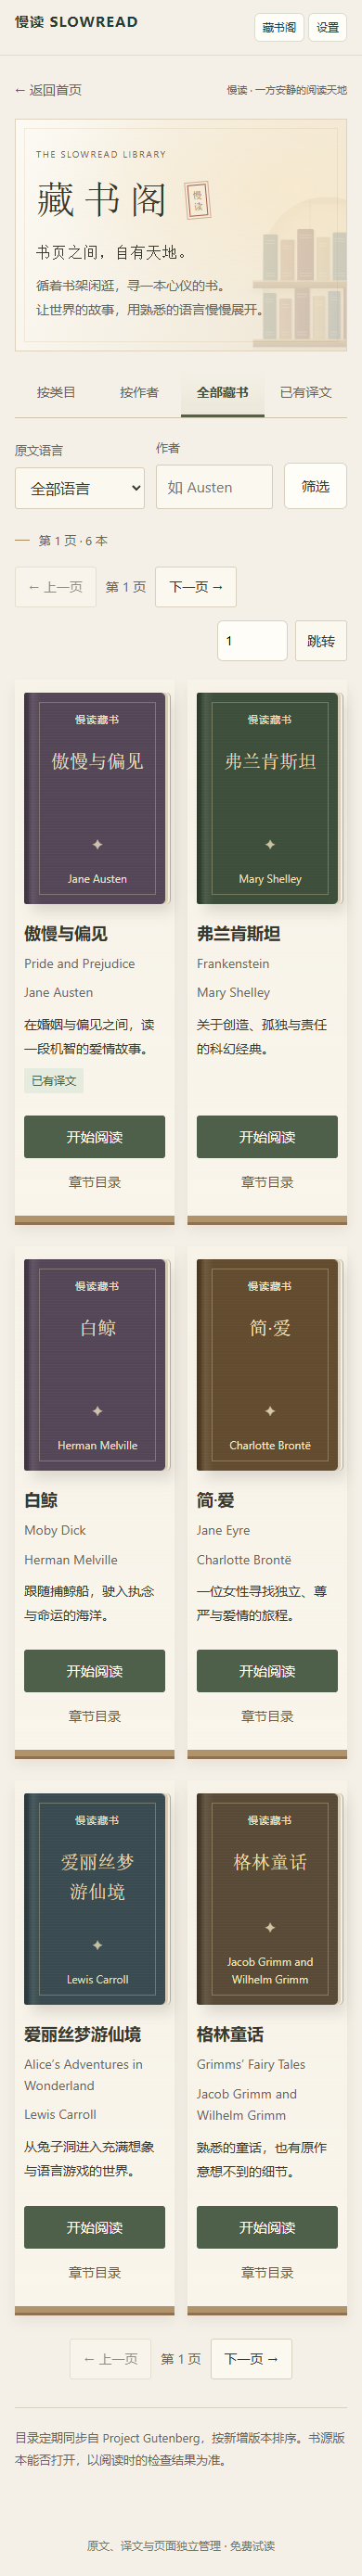 慢读 SLOWREAD
藏书阁
设置
← 返回首页
慢读 · 一方安静的阅读天地
THE SLOWREAD LIBRARY
藏书阁
慢
读
书页之间，自有天地。
循着书架闲逛，寻一本心仪的书。
让世界的故事，用熟悉的语言慢慢展开。
按类目
按作者
全部藏书
已有译文
原文语言
作者
全部语言
如 Austen
筛选
第 1 页 · 6 本
← 上一页
第 1 页
下一页 →
1
跳转
慢读藏书
傲慢与偏见
✦
Jane Austen
傲慢与偏见
Pride and Prejudice
Jane Austen
在婚姻与偏见之间，读
一段机智的爱情故事。
已有译文
开始阅读
章节目录
慢读藏书
弗兰肯斯坦
✦
Mary Shelley
弗兰肯斯坦
Frankenstein
Mary Shelley
关于创造、孤独与责任
的科幻经典。
开始阅读
章节目录
慢读藏书
白鲸
✦
Herman Melville
白鲸
Moby Dick
Herman Melville
跟随捕鲸船，驶入执念
与命运的海洋。
开始阅读
章节目录
慢读藏书
简·爱
✦
Charlotte Brontë
简·爱
Jane Eyre
Charlotte Brontë
一位女性寻找独立、尊
严与爱情的旅程。
开始阅读
章节目录
慢读藏书
爱丽丝梦
游仙境
✦
Lewis Carroll
爱丽丝梦游仙境
Alice’s Adventures in
Wonderland
Lewis Carroll
从兔子洞进入充满想象
与语言游戏的世界。
开始阅读
章节目录
慢读藏书
格林童话
✦
Jacob Grimm and
Wilhelm Grimm
格林童话
Grimms’ Fairy Tales
Jacob Grimm and
Wilhelm Grimm
熟悉的童话，也有原作
意想不到的细节。
开始阅读
章节目录
← 上一页
第 1 页
下一页 →
目录定期同步自 Project Gutenberg，按新增版本排序。书源版
本能否打开，以阅读时的检查结果为准。
原文、译文与页面独立管理 · 免费试读